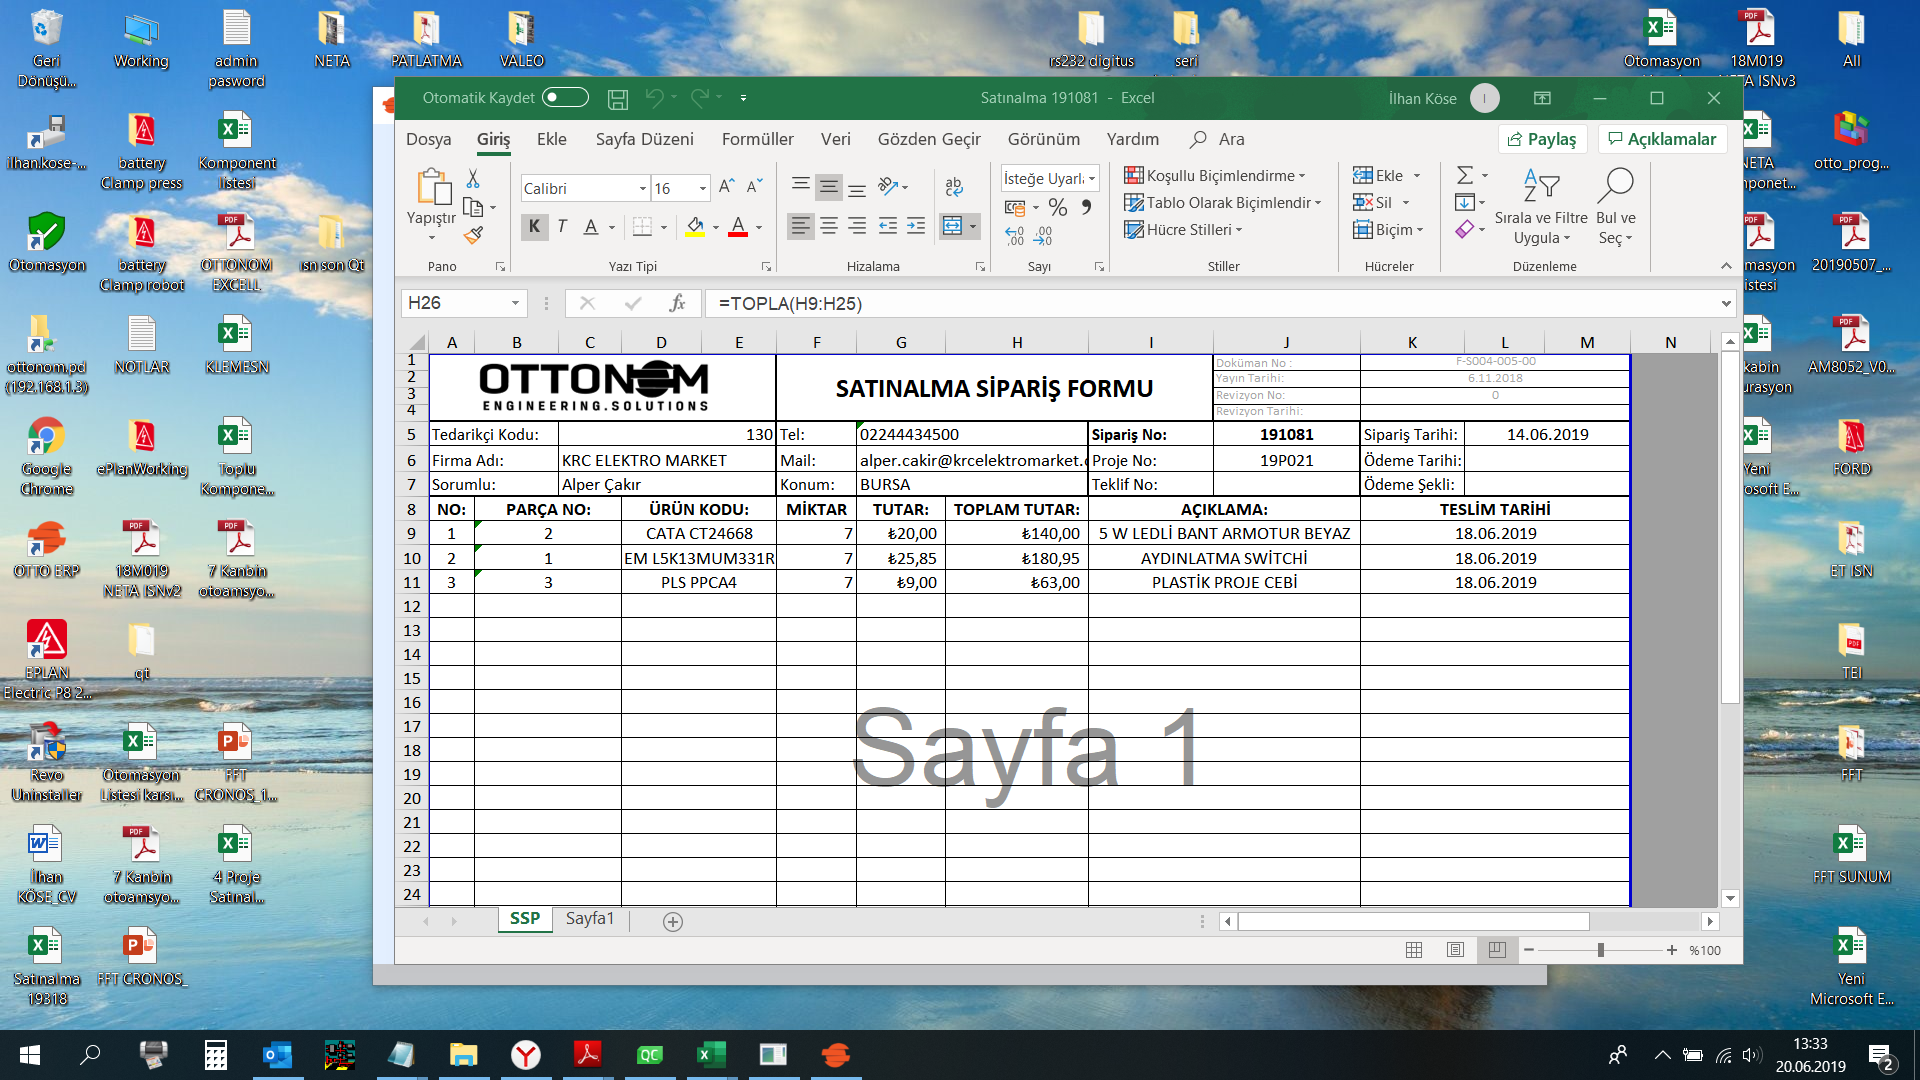 Geri Dönüşü...
Working
admin pasword
NETA
PATLATMA
VALEO
rs232 digitus
seri
Otomasyon
18M019
NETA ISNv3
All
ilhan.kose-...
battery Clamp press
Komponent listesi
otto_prog...
Otomasyon
battery Clamp robot
OTTONOM EXCELL
ısn son Qt
20190507_...
ottonom.pd (192.168.1.3)
NOTLAR
KLEMESN
AM8052_V0...
Google Chrome
ePlanWorking
Toplu Kompone...
FORD
OTTO ERP
18M019 NETA ISNv2
7 Kanbin otoamsyo...
ET ISN
EPLAN Electric P8 2...
qt
TEI
Revo Uninstaller
Otomasyon Listesi karsı...
FFT CRONOS_1...
FFT
İlhan KÖSE_CV
7 Kanbin otoamsyo...
4 Proje Satınal...
FFT SUNUM
Satınalma 19318
FFT CRONOS_
Yeni Microsoft E...
Otomatik Kaydet
Satınalma 191081 - Excel
İlhan Köse
I
Dosya Giriş Ekle Sayfa Düzeni Formüller Veri Gözden Geçir Görünüm Yardım Ara Paylaş Açıklamalar
Yapıştır
Calibri 16
K T A
İsteğe Uyarlı
Koşullu Biçimlendirme
Tablo Olarak Biçimlendir
Hücre Stilleri
Ekle
Sil
Biçim
Sırala ve Filtre Uygula
Bul ve Seç
Pano Yazı Tipi Hizalama Sayı Stiller Hücreler Düzenleme
H26 fx =TOPLA(H9:H25)
A B C D E F G H I J K L M N
1
2
3
4
OTTONOM
ENGINEERING.SOLUTIONS
SATINALMA SİPARİŞ FORMU
Doküman No : F-S004-005-00
Yayın Tarihi: 6.11.2018
Revizyon No: 0
Revizyon Tarihi:
5 Tedarikçi Kodu: 130 Tel: 02244434500 Sipariş No: 191081 Sipariş Tarihi: 14.06.2019
6 Firma Adı: KRC ELEKTRO MARKET Mail: alper.cakir@krcelektromarket.c Proje No: 19P021 Ödeme Tarihi:
7 Sorumlu: Alper Çakır Konum: BURSA Teklif No: Ödeme Şekli:
8 NO: PARÇA NO: ÜRÜN KODU: MİKTAR TUTAR: TOPLAM TUTAR: AÇIKLAMA: TESLİM TARİHİ
9 1 2 CATA CT24668 7 ₺20,00 ₺140,00 5 W LEDLİ BANT ARMOTUR BEYAZ 18.06.2019
10 2 1 EM L5K13MUM331R 7 ₺25,85 ₺180,95 AYDINLATMA SWİTCHİ 18.06.2019
11 3 3 PLS PPCA4 7 ₺9,00 ₺63,00 PLASTİK PROJE CEBİ 18.06.2019
12
13
14
15
16
17
18
19
20
21
22
23
24
Sayfa 1
SSP Sayfa1
%100
13:33
20.06.2019
2